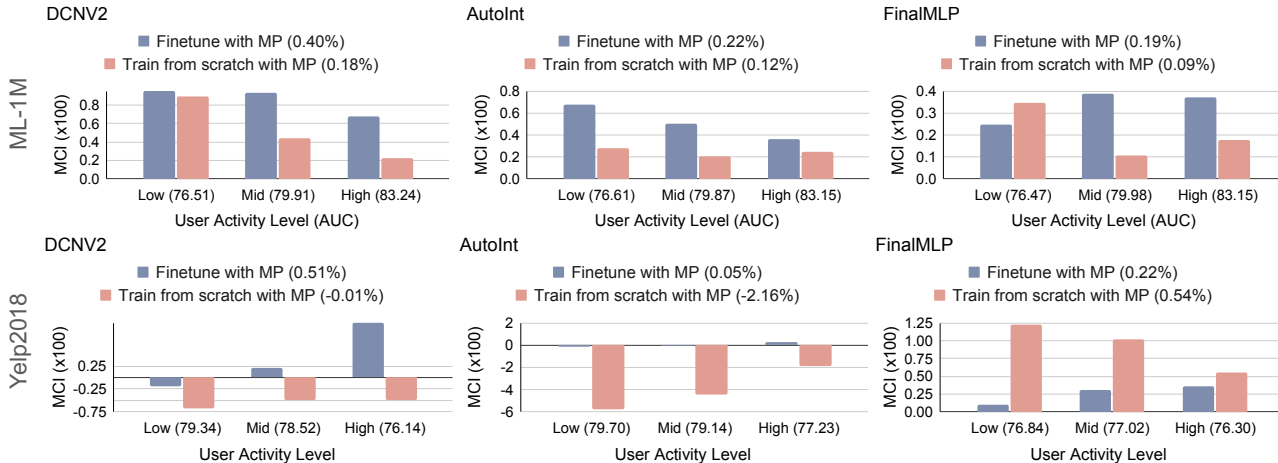 DCNV2
Finetune with MP (0.40%)
Train from scratch with MP (0.18%)
ML-1M
MCI (x100)
0.8
0.6
0.4
0.2
0.0
Low (76.51) Mid (79.91) High (83.24)
User Activity Level (AUC)
AutoInt
Finetune with MP (0.22%)
Train from scratch with MP (0.12%)
MCI (x100)
0.8
0.6
0.4
0.2
0.0
Low (76.61) Mid (79.87) High (83.15)
User Activity Level (AUC)
FinalMLP
Finetune with MP (0.19%)
Train from scratch with MP (0.09%)
MCI (x100)
0.4
0.3
0.2
0.1
0.0
Low (76.47) Mid (79.98) High (83.15)
User Activity Level (AUC)
DCNV2
Finetune with MP (0.51%)
Train from scratch with MP (-0.01%)
Yelp2018
MCI (x100)
0.25
-0.25
-0.75
Low (79.34) Mid (78.52) High (76.14)
User Activity Level
AutoInt
Finetune with MP (0.05%)
Train from scratch with MP (-2.16%)
MCI (x100)
2
0
-2
-4
-6
Low (79.70) Mid (79.14) High (77.23)
User Activity Level
FinalMLP
Finetune with MP (0.22%)
Train from scratch with MP (0.54%)
MCI (x100)
1.25
1.00
0.75
0.50
0.25
0.00
Low (76.84) Mid (77.02) High (76.30)
User Activity Level